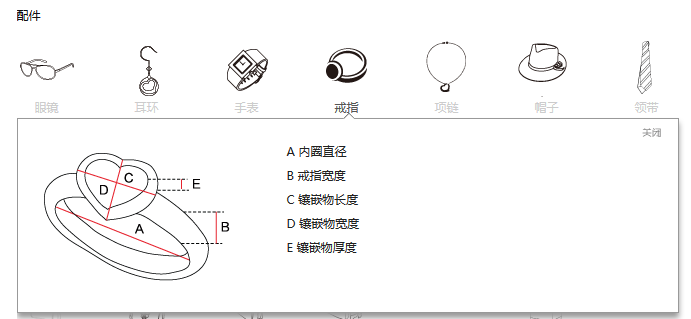 配件
眼镜 耳环 手表 戒指 项链 帽子 领带
关闭
A 内圈直径
B 戒指宽度
C 镶嵌物长度
D 镶嵌物宽度
E 镶嵌物厚度
C
D
E
A
B